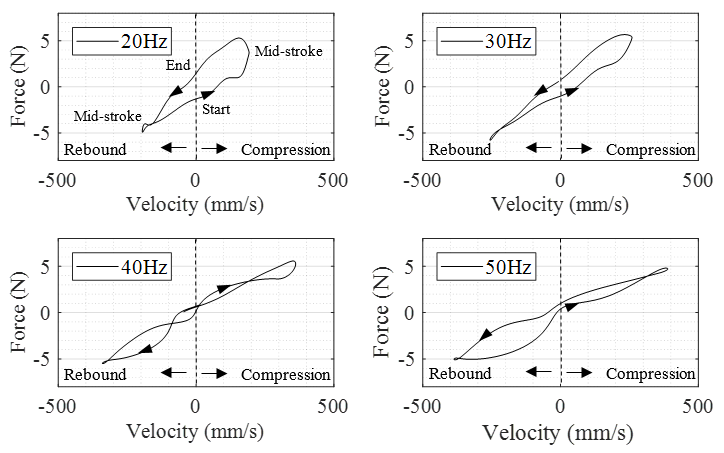 20Hz
Force (N)
5
0
-5
End
Mid-stroke
Start
Mid-stroke
Rebound
Compression
-500
0
500
Velocity (mm/s)
30Hz
Force (N)
5
0
-5
Rebound
Compression
-500
0
500
Velocity (mm/s)
40Hz
Force (N)
5
0
-5
Rebound
Compression
-500
0
500
Velocity (mm/s)
50Hz
Force (N)
5
0
-5
Rebound
Compression
-500
0
500
Velocity (mm/s)